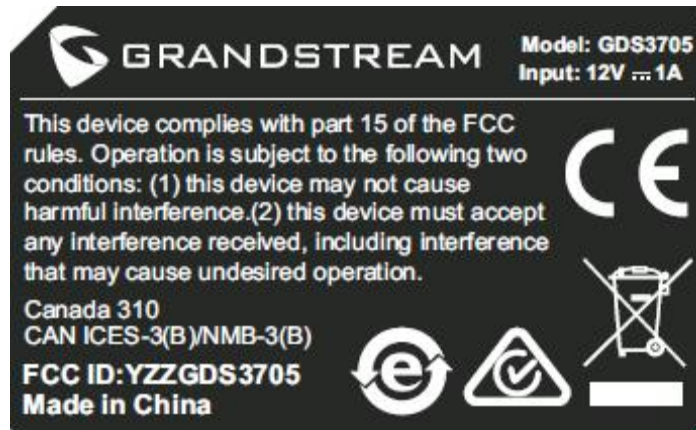 GRANDSTREAM
Model: GDS3705
Input: 12V ⎓ 1A
This device complies with part 15 of the FCC
rules. Operation is subject to the following two
conditions: (1) this device may not cause
harmful interference.(2) this device must accept
any interference received, including interference
that may cause undesired operation.
CE
Canada 310
CAN ICES-3(B)/NMB-3(B)
FCC ID:YZZGDS3705
Made in China
e